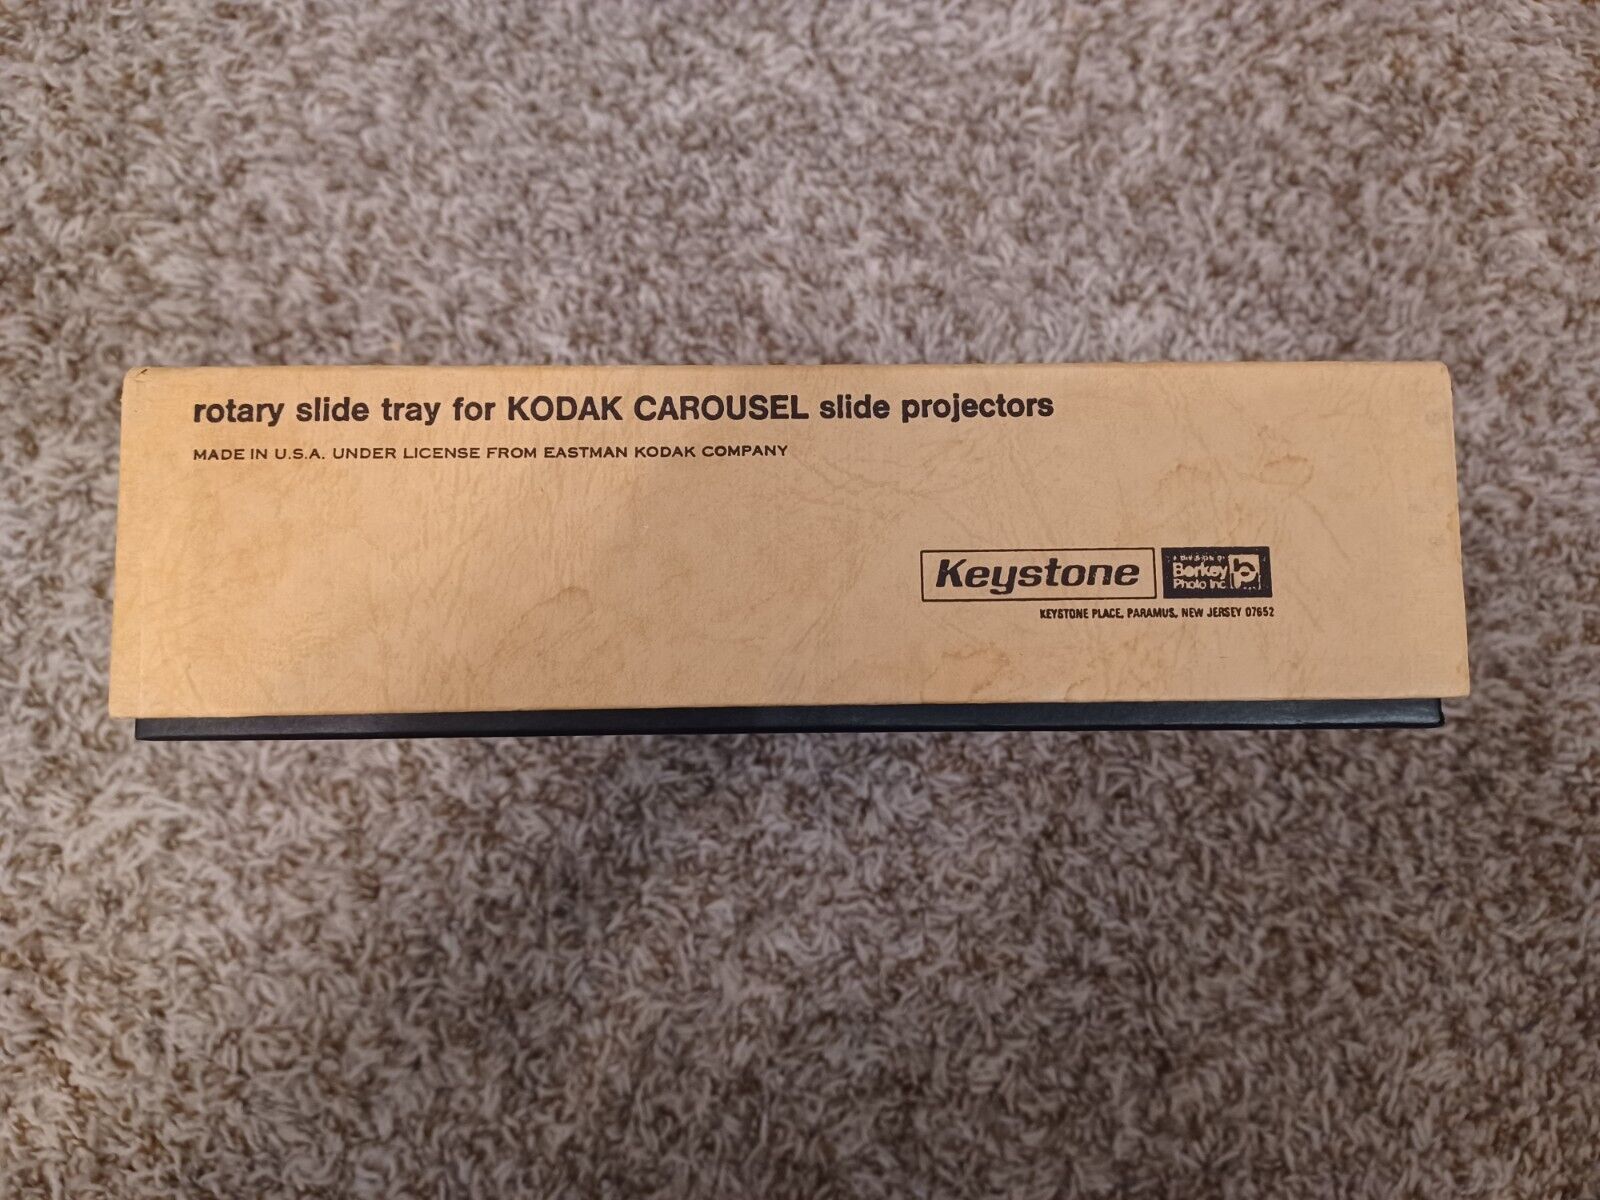 rotary slide tray for KODAK CAROUSEL slide projectors
MADE IN U.S.A. UNDER LICENSE FROM EASTMAN KODAK COMPANY
Keystone
Berkey
Photo Inc
KEYSTONE PLACE, PARAMUS, NEW JERSEY 07652